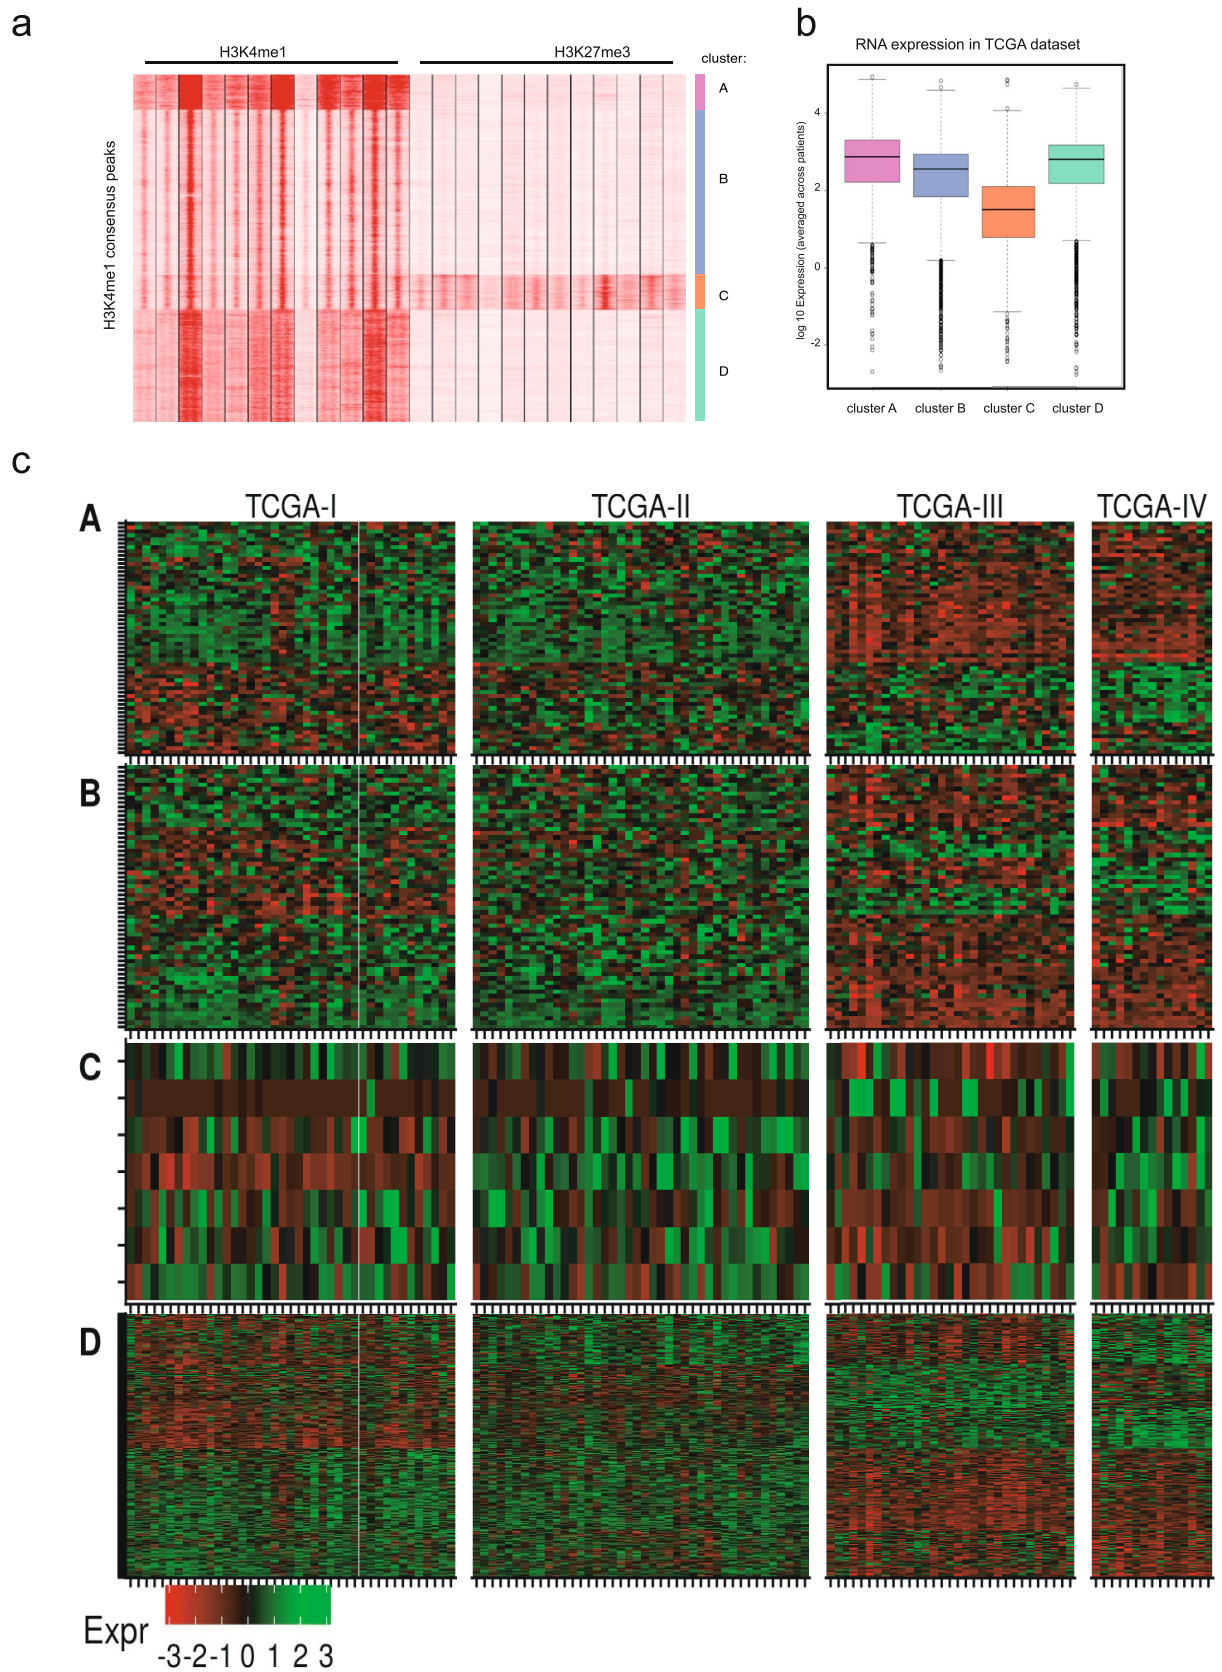 a
H3K4me1
H3K27me3
cluster:
H3K4me1 consensus peaks
A
B
C
D
b
RNA expression in TCGA dataset
log 10 Expression (averaged across patients)
4
2
0
-2
cluster A
cluster B
cluster C
cluster D
c
TCGA-I
TCGA-II
TCGA-III
TCGA-IV
A
B
C
D
Expr
-3 -2 -1 0 1 2 3